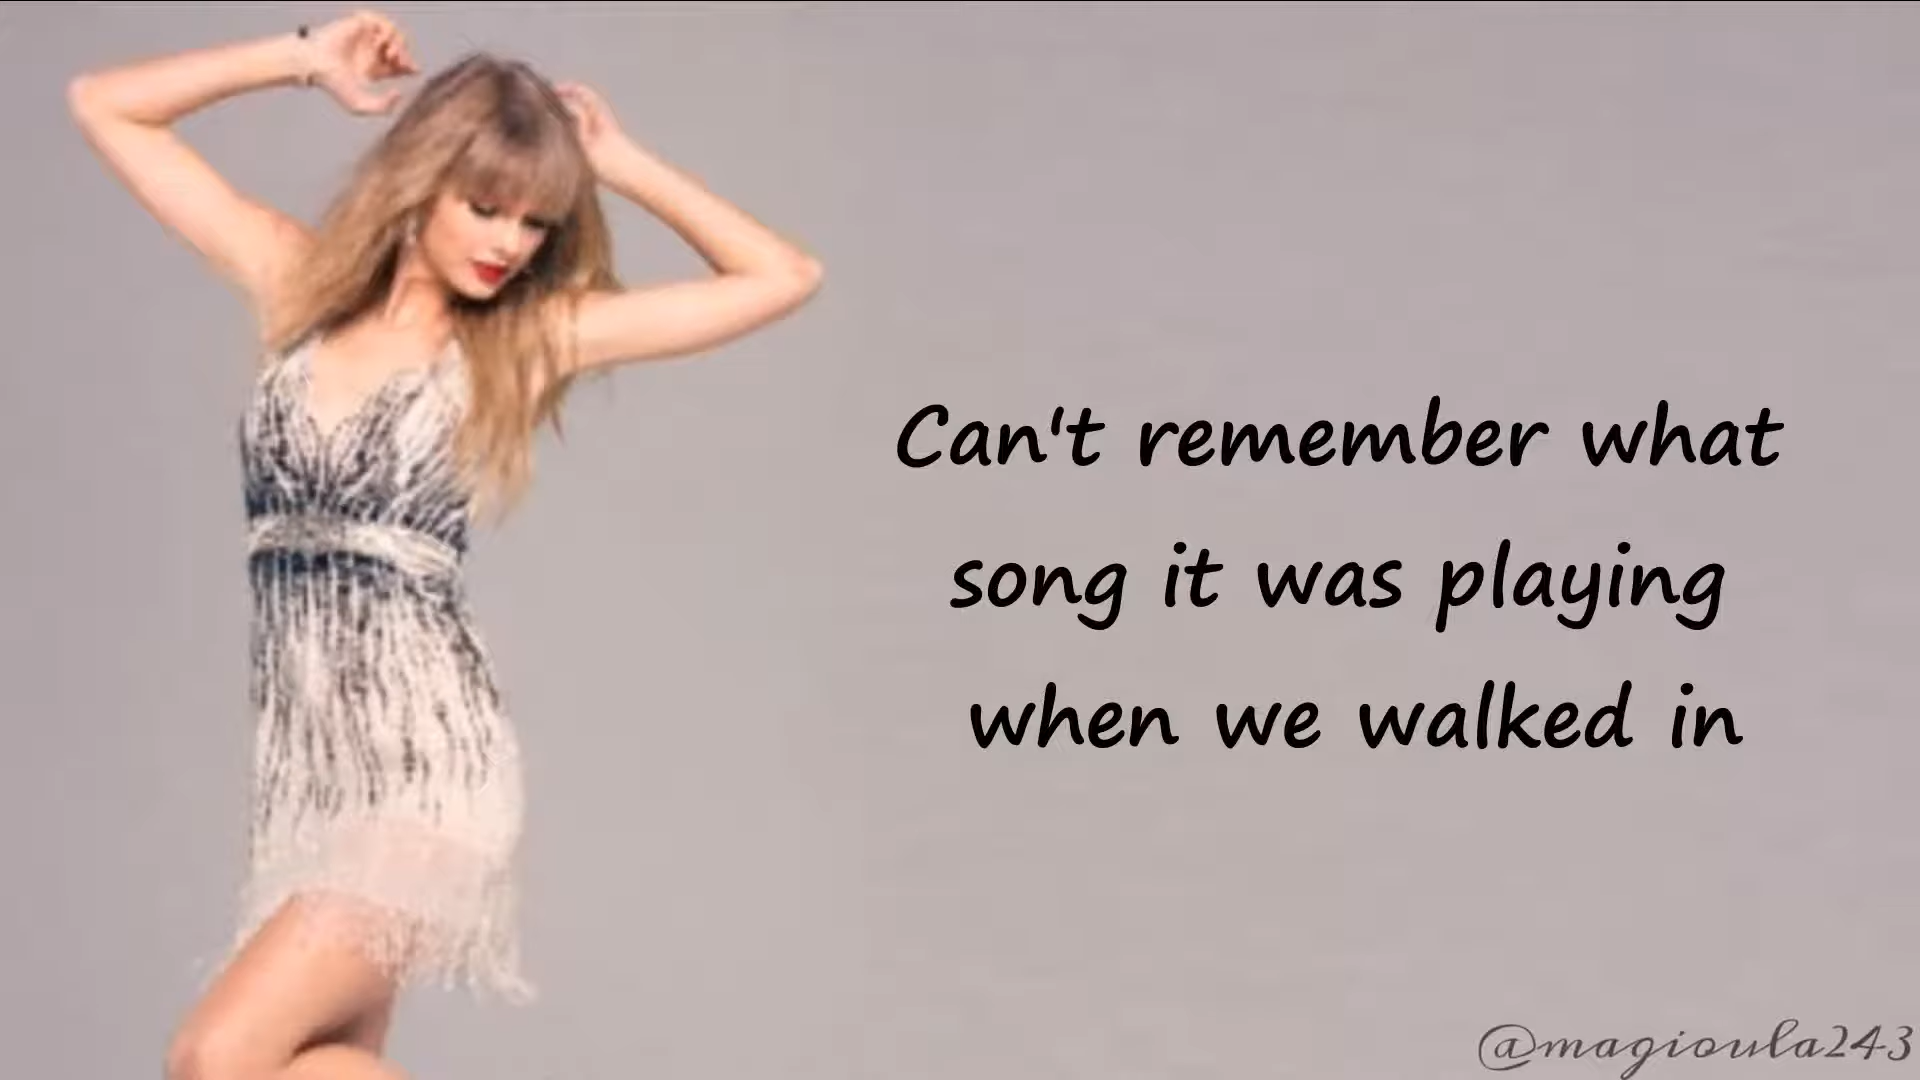 Can't remember what
song it was playing
when we walked in
@magioula243